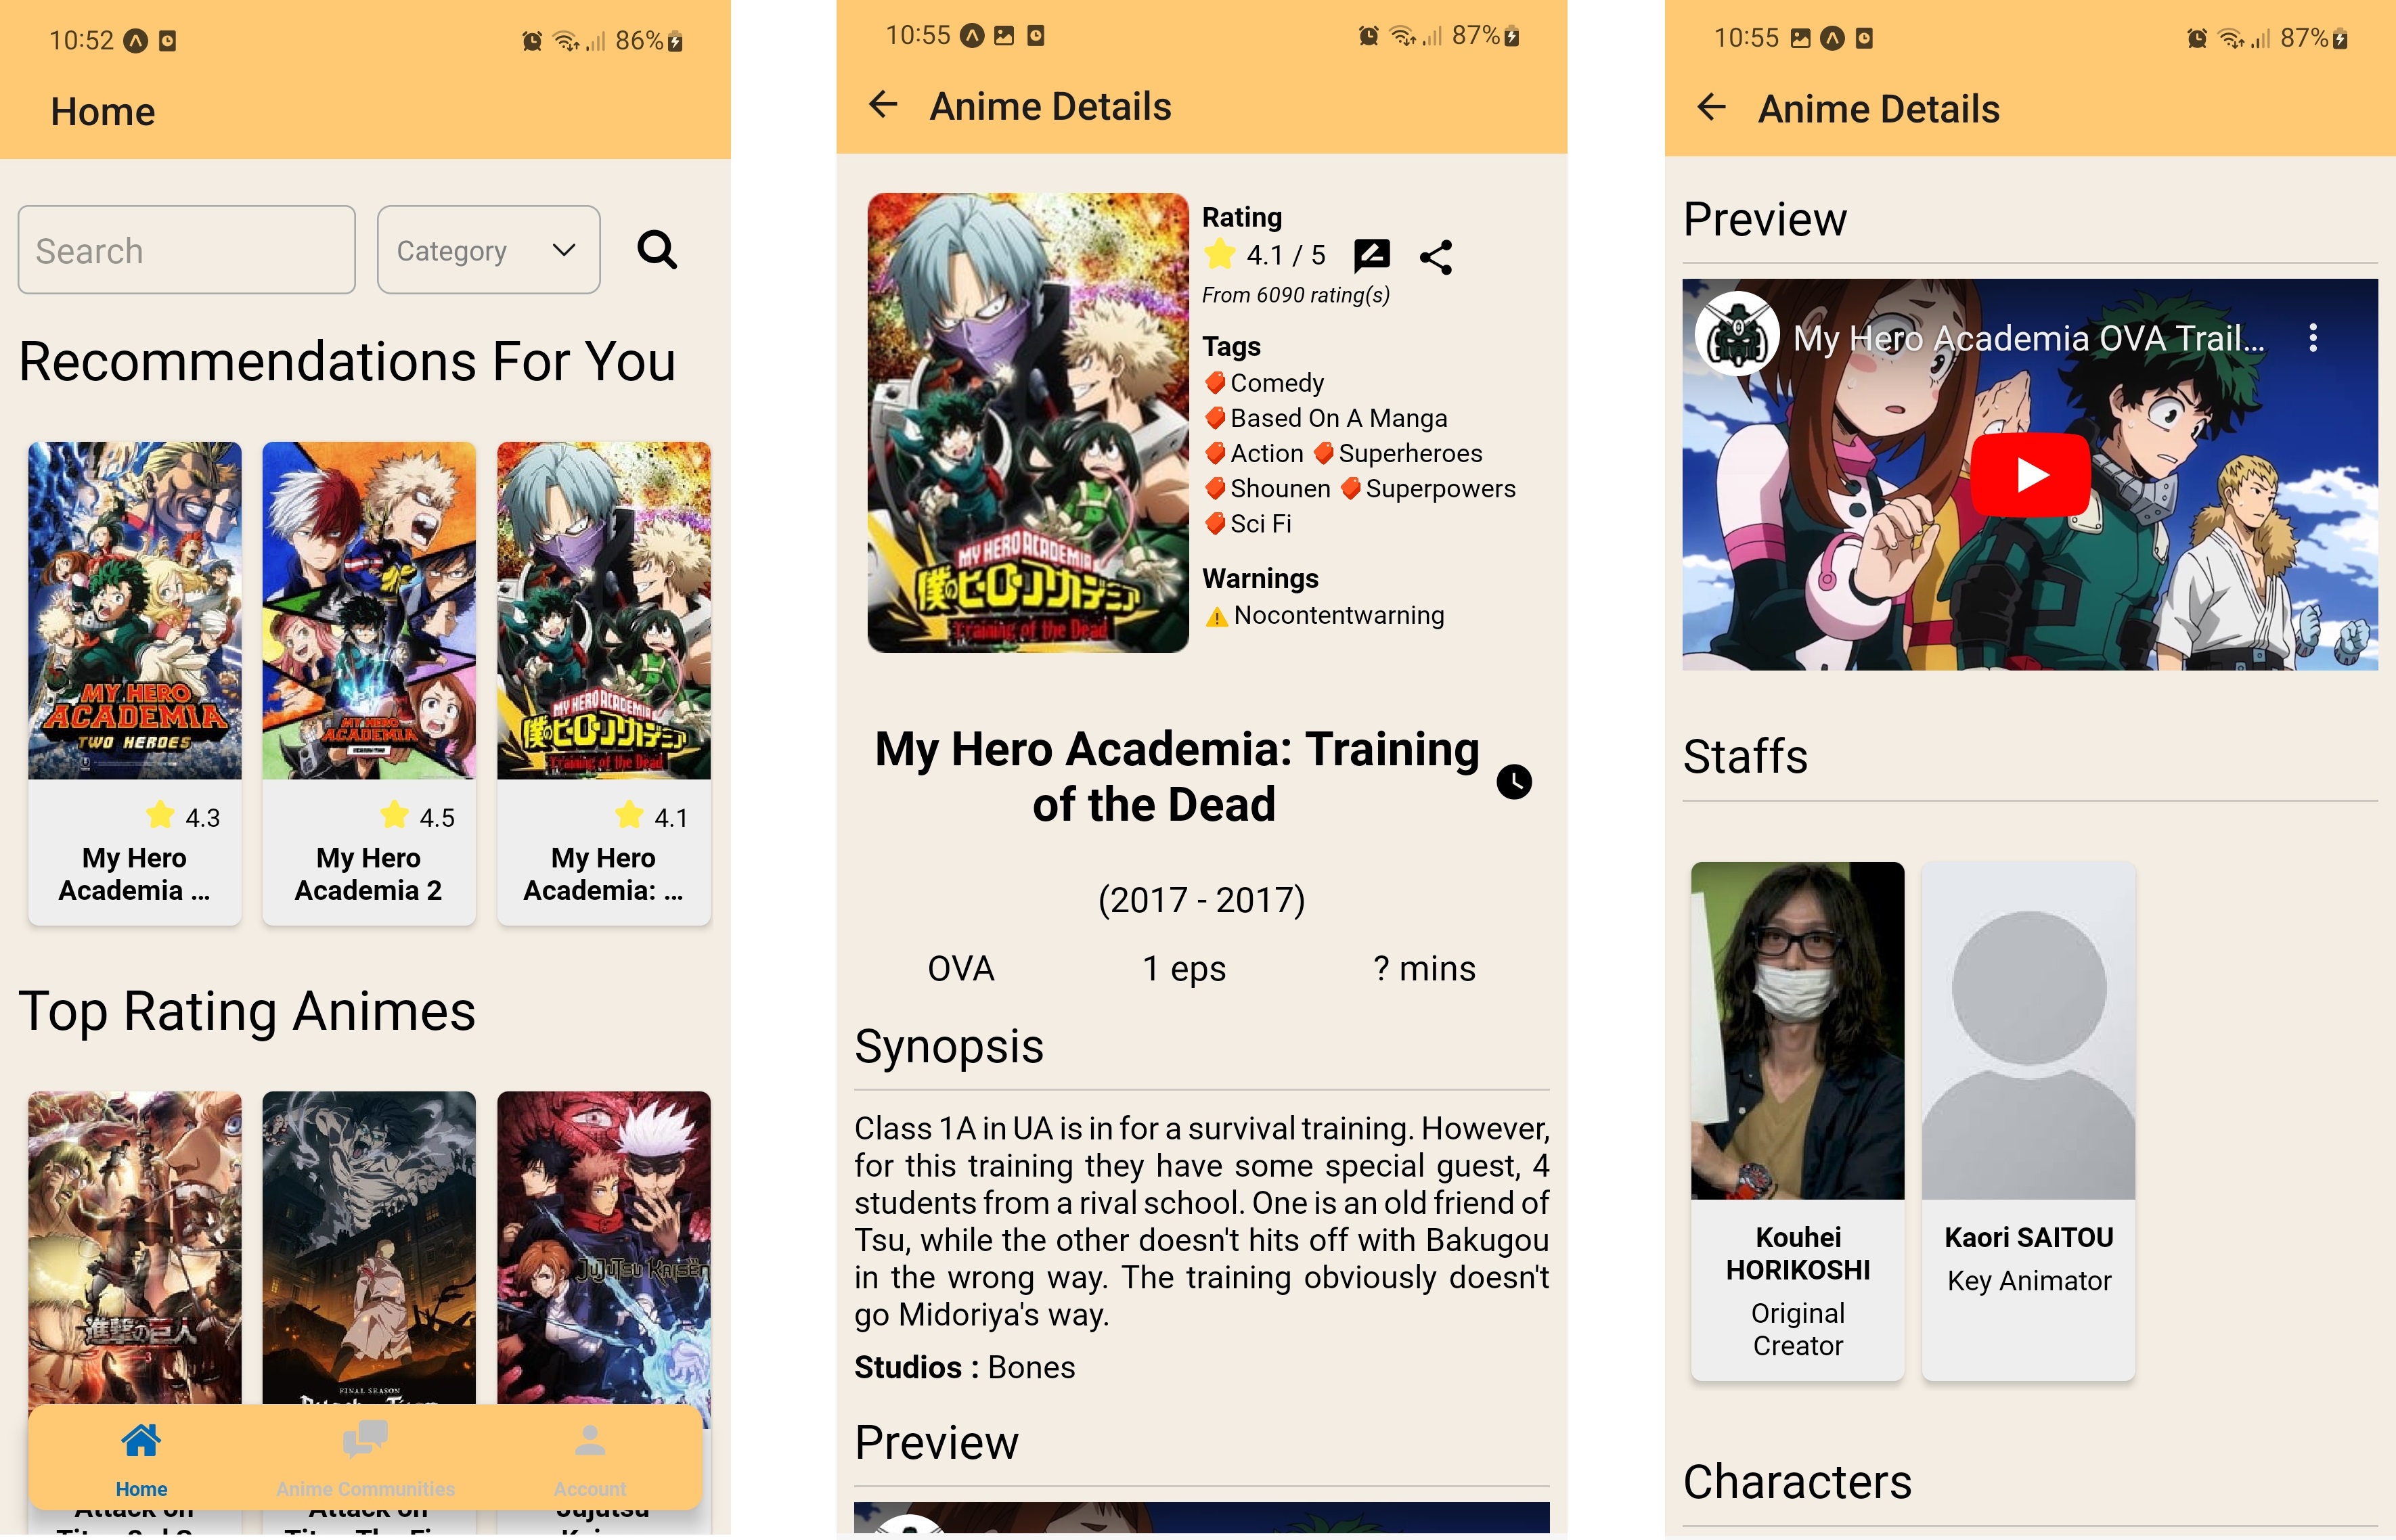 10:52
86%
Home
Search
Category
Recommendations For You
MY HERO
ACADEMIA
TWO HEROES
MY HERO
ACADEMIA
MY HERO ACADEMIA
僕のヒーローアカデミア
Training of the Dead
4.3
4.5
4.1
My Hero
Academia ...
My Hero
Academia 2
My Hero
Academia: ...
Top Rating Animes
進撃の巨人
3
FINAL SEASON
JUJUTSU KAISEN
Home
Anime Communities
Account
Attack on
Attack on
Jujutsu
10:55
87%
Anime Details
MY HERO ACADEMIA
僕のヒーローアカデミア
Training of the Dead
Rating
4.1 / 5
From 6090 rating(s)
Tags
Comedy
Based On A Manga
Action Superheroes
Shounen Superpowers
Sci Fi
Warnings
Nocontentwarning
My Hero Academia: Training
of the Dead
(2017 - 2017)
OVA 1 eps ? mins
Synopsis
Class 1A in UA is in for a survival training. However,
for this training they have some special guest, 4
students from a rival school. One is an old friend of
Tsu, while the other doesn't hits off with Bakugou
in the wrong way. The training obviously doesn't
go Midoriya's way.
Studios : Bones
Preview
10:55
87%
Anime Details
Preview
My Hero Academia OVA Trail...
Staffs
Kouhei
HORIKOSHI
Original
Creator
Kaori SAITOU
Key Animator
Characters